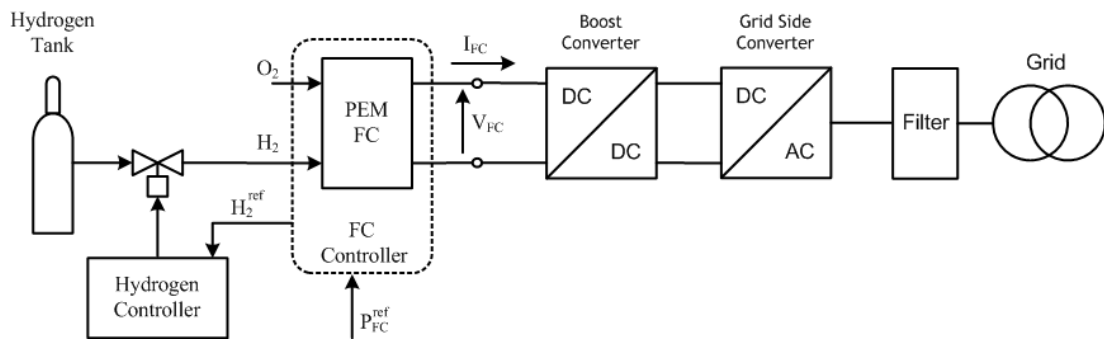 Hydrogen
Tank
Boost
Converter
Grid Side
Converter
I_FC
O₂
PEM
FC
V_FC
DC
DC
DC
AC
Filter
Grid
H₂
H₂^ref
FC
Controller
Hydrogen
Controller
P_FC^ref